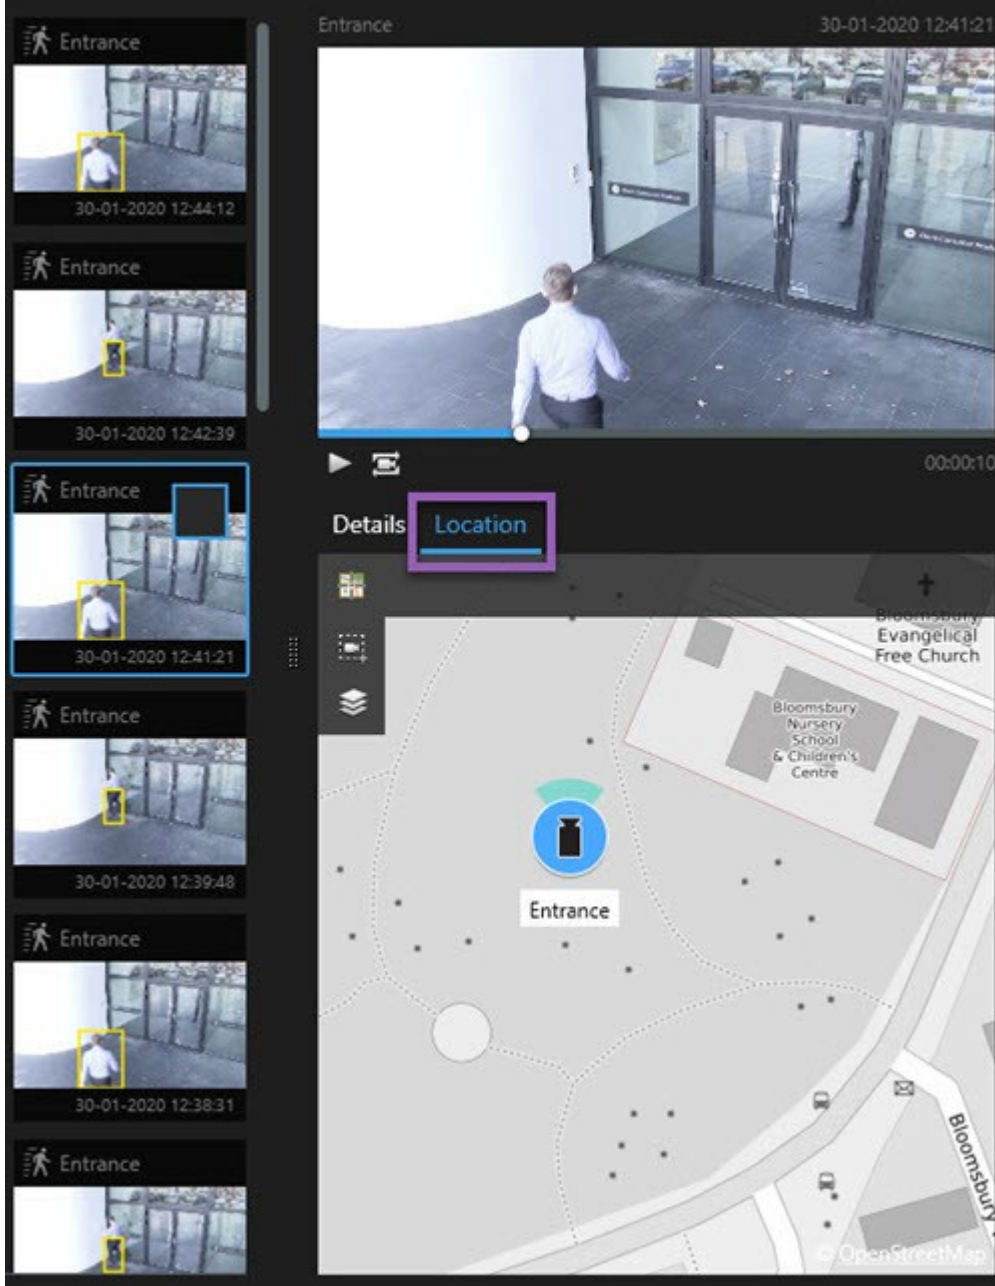 Entrance
30-01-2020 12:44:12
Entrance
30-01-2020 12:42:39
Entrance
30-01-2020 12:41:21
Entrance
30-01-2020 12:39:48
Entrance
30-01-2020 12:38:31
Entrance
Entrance 30-01-2020 12:41:21
00:00:10
Details Location
Bloomsbury
Evangelical
Free Church
Bloomsbury
Nursery
School
& Children's
Centre
Entrance
Bloomsbury
© OpenStreetMap